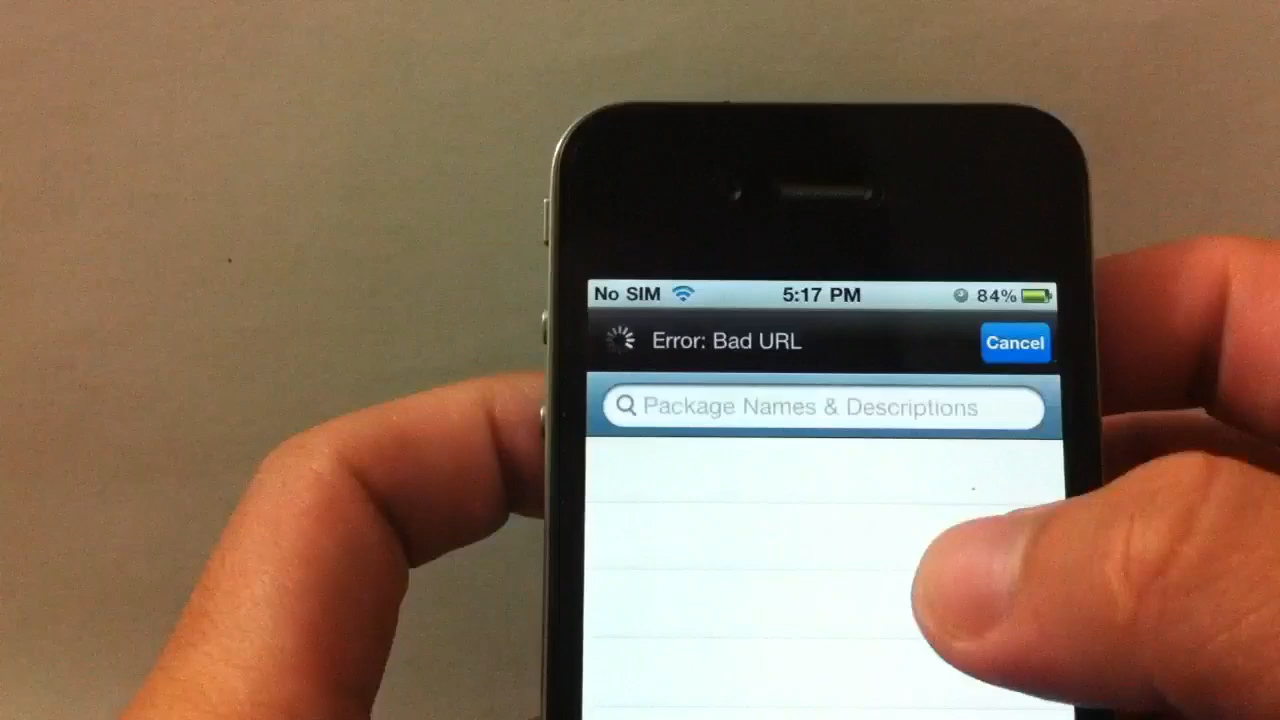 No SIM 5:17 PM 84%
Error: Bad URL Cancel
Package Names & Descriptions